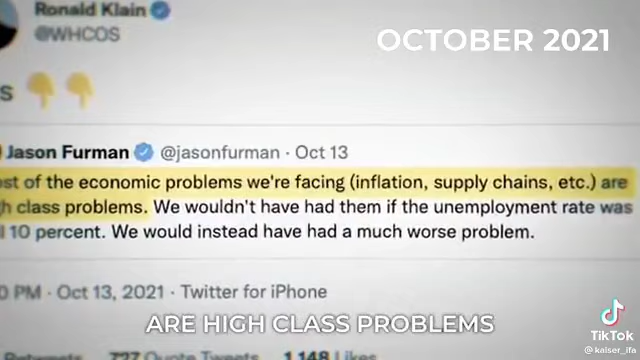 Ronald Klain
@WHCOS
OCTOBER 2021
Jason Furman @jasonfurman · Oct 13
of the economic problems we're facing (inflation, supply chains, etc.) are
class problems. We wouldn't have had them if the unemployment rate was
10 percent. We would instead have had a much worse problem.
PM · Oct 13, 2021 · Twitter for iPhone
ARE HIGH CLASS PROBLEMS
727 Quote Tweets 1,148 Likes
TikTok
@kalser_ifa